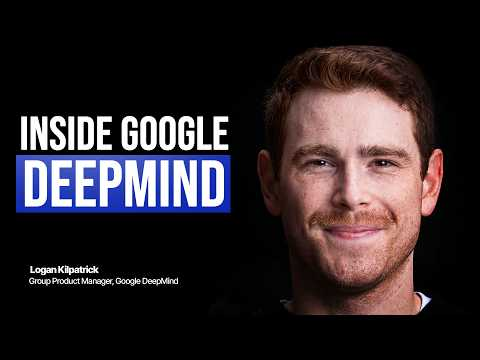 INSIDE GOOGLE
DEEPMIND
Logan Kilpatrick
Group Product Manager, Google DeepMind